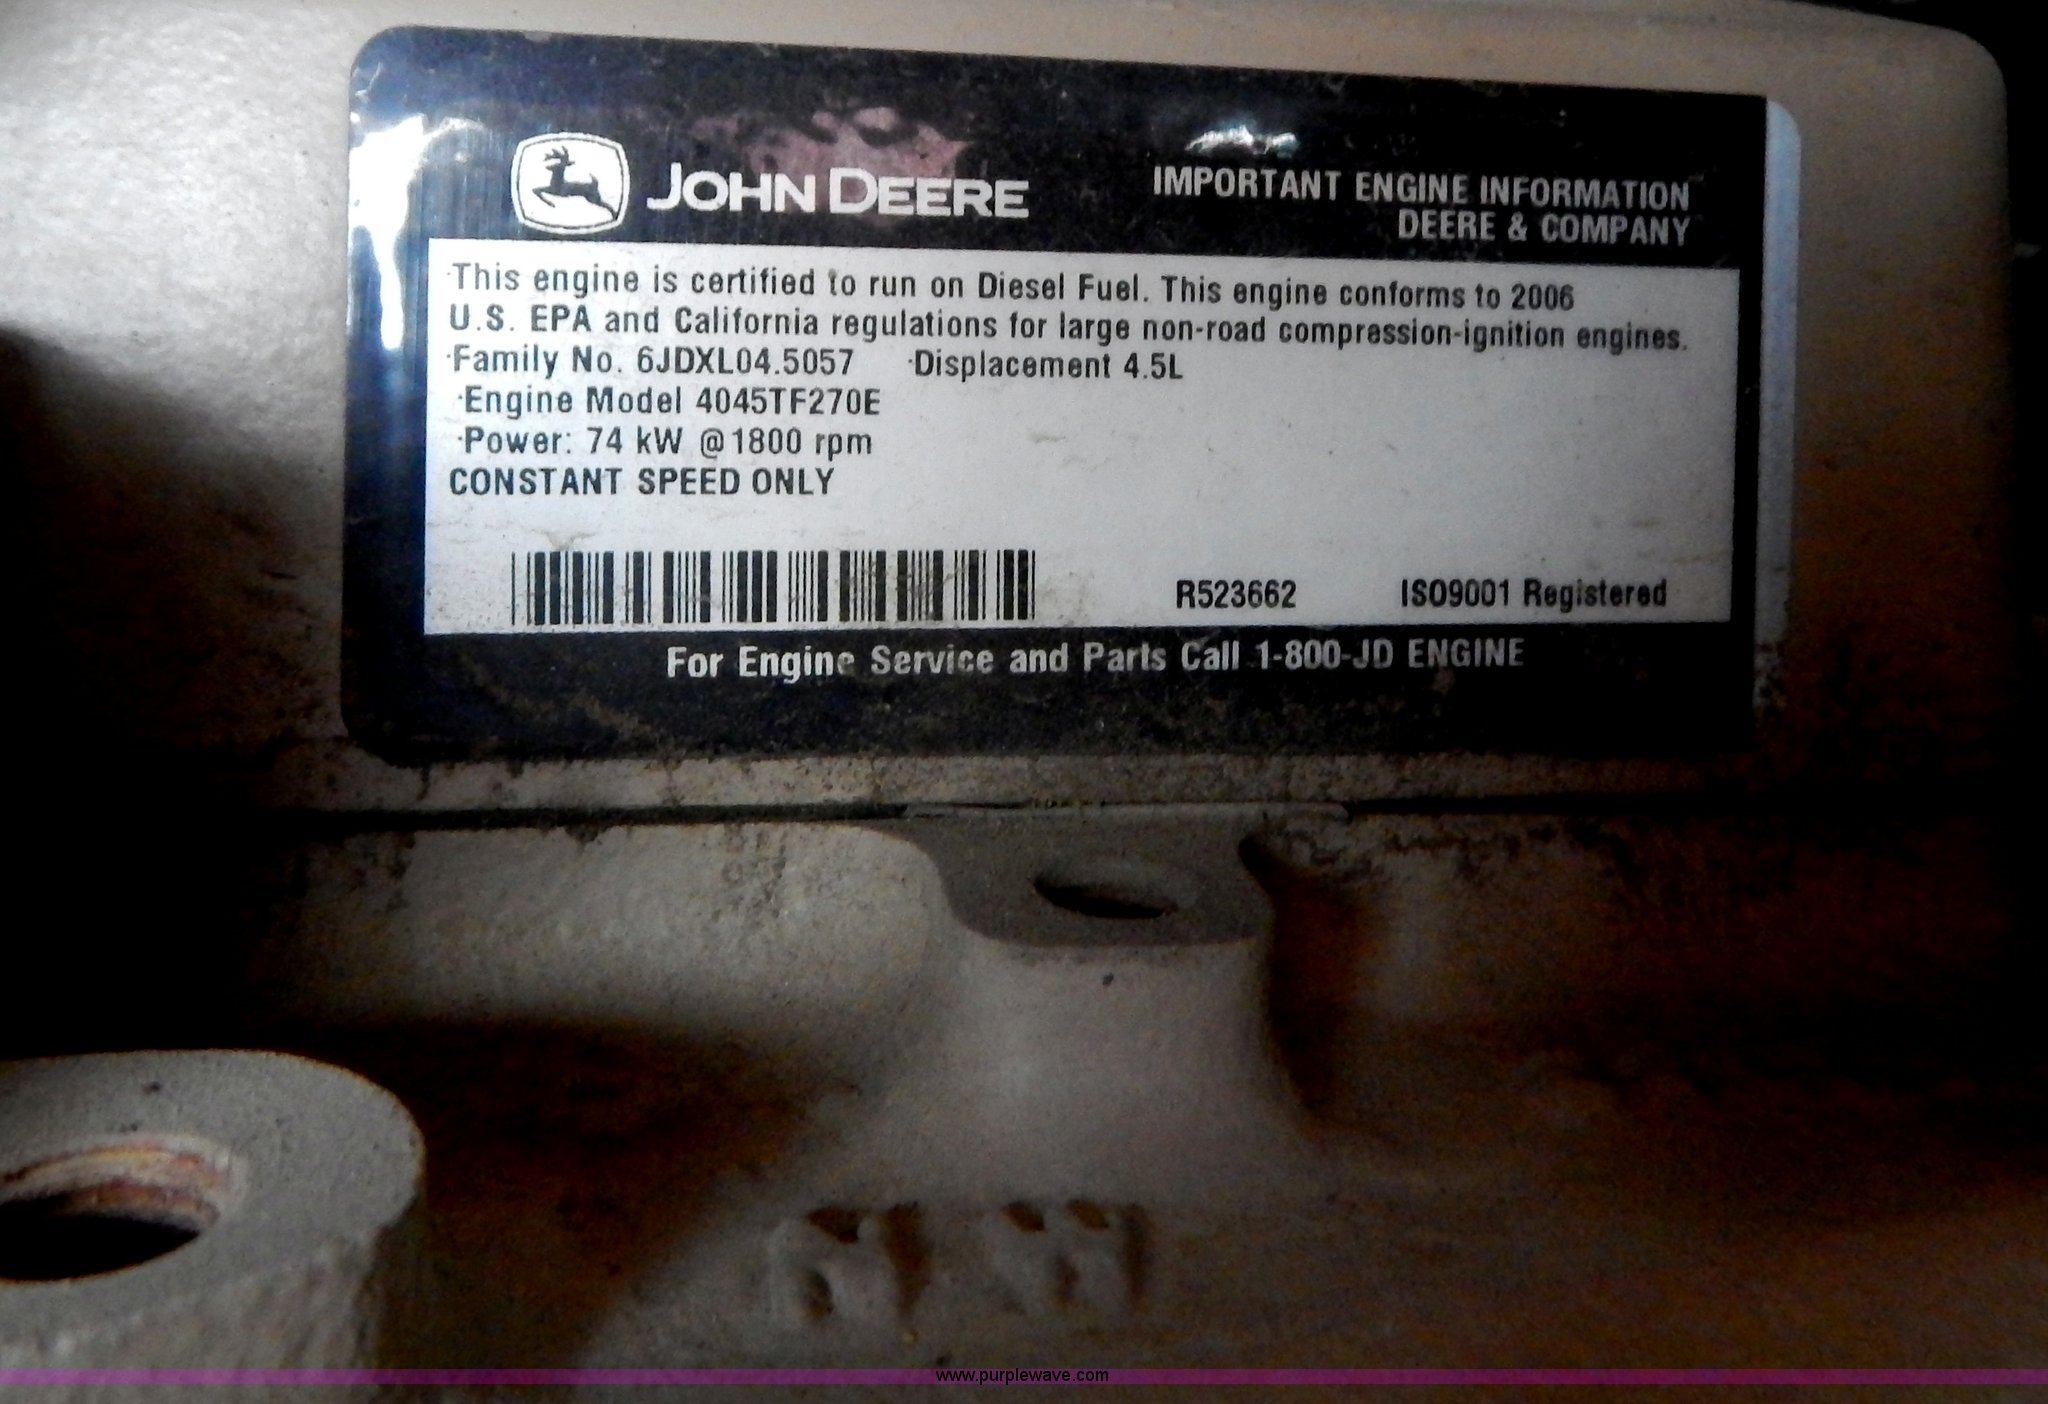 JOHN DEERE
IMPORTANT ENGINE INFORMATION
DEERE & COMPANY
·This engine is certified to run on Diesel Fuel. This engine conforms to 2006
U.S. EPA and California regulations for large non-road compression-ignition engines.
·Family No. 6JDXL04.5057 ·Displacement 4.5L
·Engine Model 4045TF270E
·Power: 74 kW @1800 rpm
CONSTANT SPEED ONLY
R523662 ISO9001 Registered
For Engine Service and Parts Call 1-800-JD ENGINE
www.purplewave.com